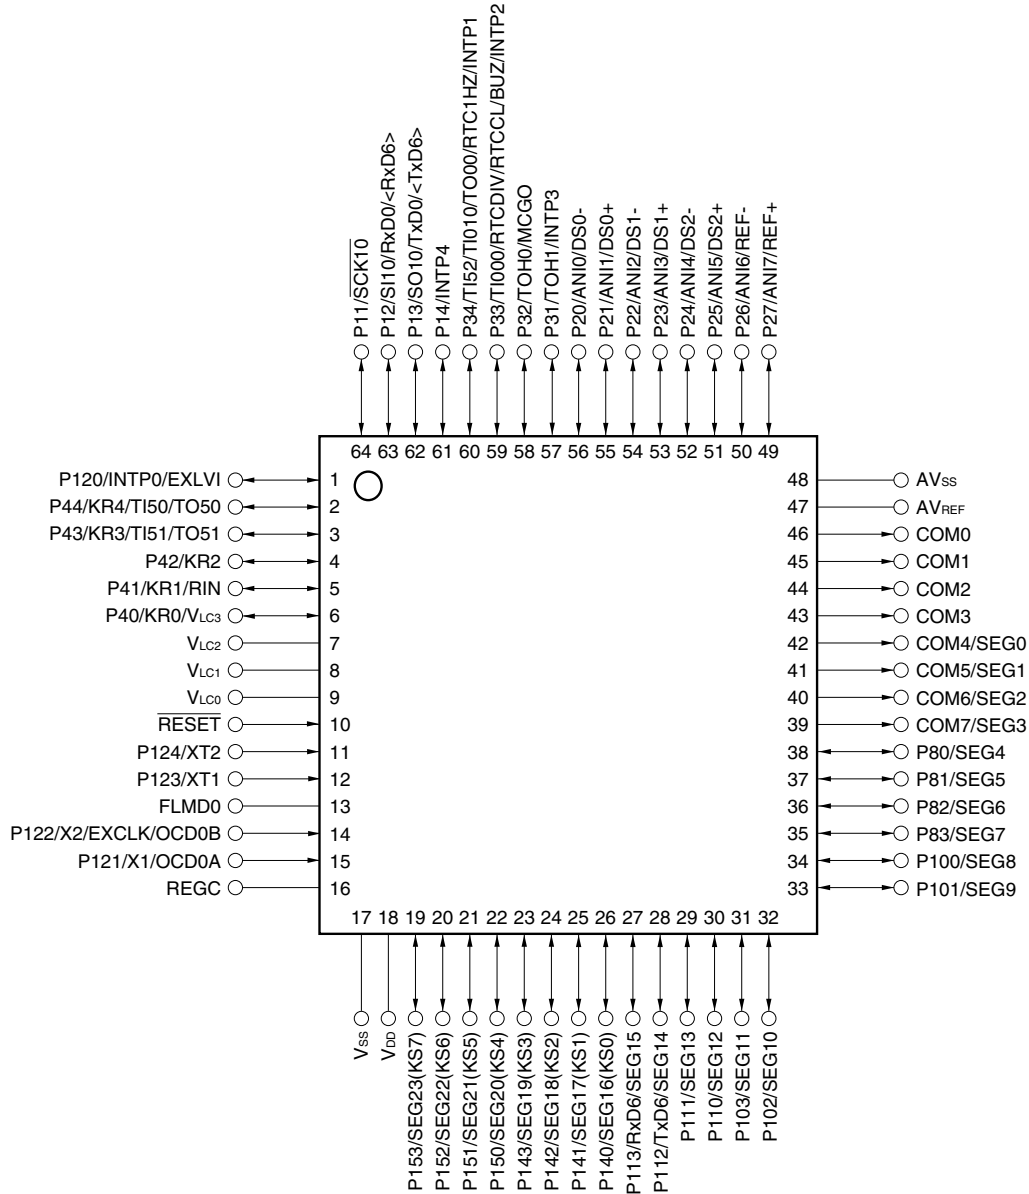 P11/SCK10
P12/SI10/RxD0/<RxD6>
P13/SO10/TxD0/<TxD6>
P14/INTP4
P34/TI52/TI010/TO00/RTC1HZ/INTP1
P33/TI000/RTCDIV/RTCCL/BUZ/INTP2
P32/TOH0/MCGO
P31/TOH1/INTP3
P20/ANI0/DS0-
P21/ANI1/DS0+
P22/ANI2/DS1-
P23/ANI3/DS1+
P24/ANI4/DS2-
P25/ANI5/DS2+
P26/ANI6/REF-
P27/ANI7/REF+
64 63 62 61 60 59 58 57 56 55 54 53 52 51 50 49
P120/INTP0/EXLVI 1
P44/KR4/TI50/TO50 2
P43/KR3/TI51/TO51 3
P42/KR2 4
P41/KR1/RIN 5
P40/KR0/VLC3 6
VLC2 7
VLC1 8
VLC0 9
RESET 10
P124/XT2 11
P123/XT1 12
FLMD0 13
P122/X2/EXCLK/OCD0B 14
P121/X1/OCD0A 15
REGC 16
48 AVSS
47 AVREF
46 COM0
45 COM1
44 COM2
43 COM3
42 COM4/SEG0
41 COM5/SEG1
40 COM6/SEG2
39 COM7/SEG3
38 P80/SEG4
37 P81/SEG5
36 P82/SEG6
35 P83/SEG7
34 P100/SEG8
33 P101/SEG9
17 18 19 20 21 22 23 24 25 26 27 28 29 30 31 32
VSS
VDD
P153/SEG23(KS7)
P152/SEG22(KS6)
P151/SEG21(KS5)
P150/SEG20(KS4)
P143/SEG19(KS3)
P142/SEG18(KS2)
P141/SEG17(KS1)
P140/SEG16(KS0)
P113/RxD6/SEG15
P112/TxD6/SEG14
P111/SEG13
P110/SEG12
P103/SEG11
P102/SEG10